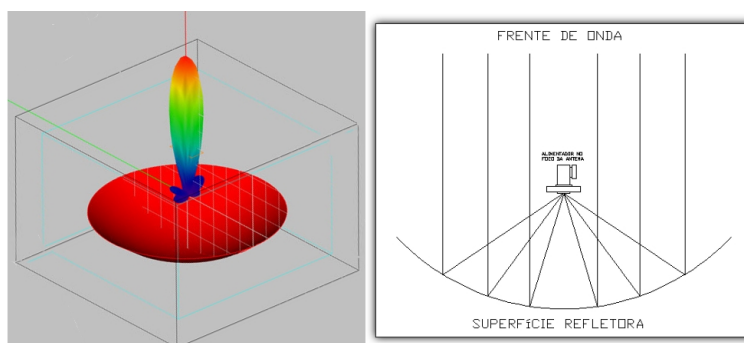 FRENTE DE ONDA
ALIMENTADOR NO
FOCO DA ANTENA
SUPERFíCIE REFLETORA